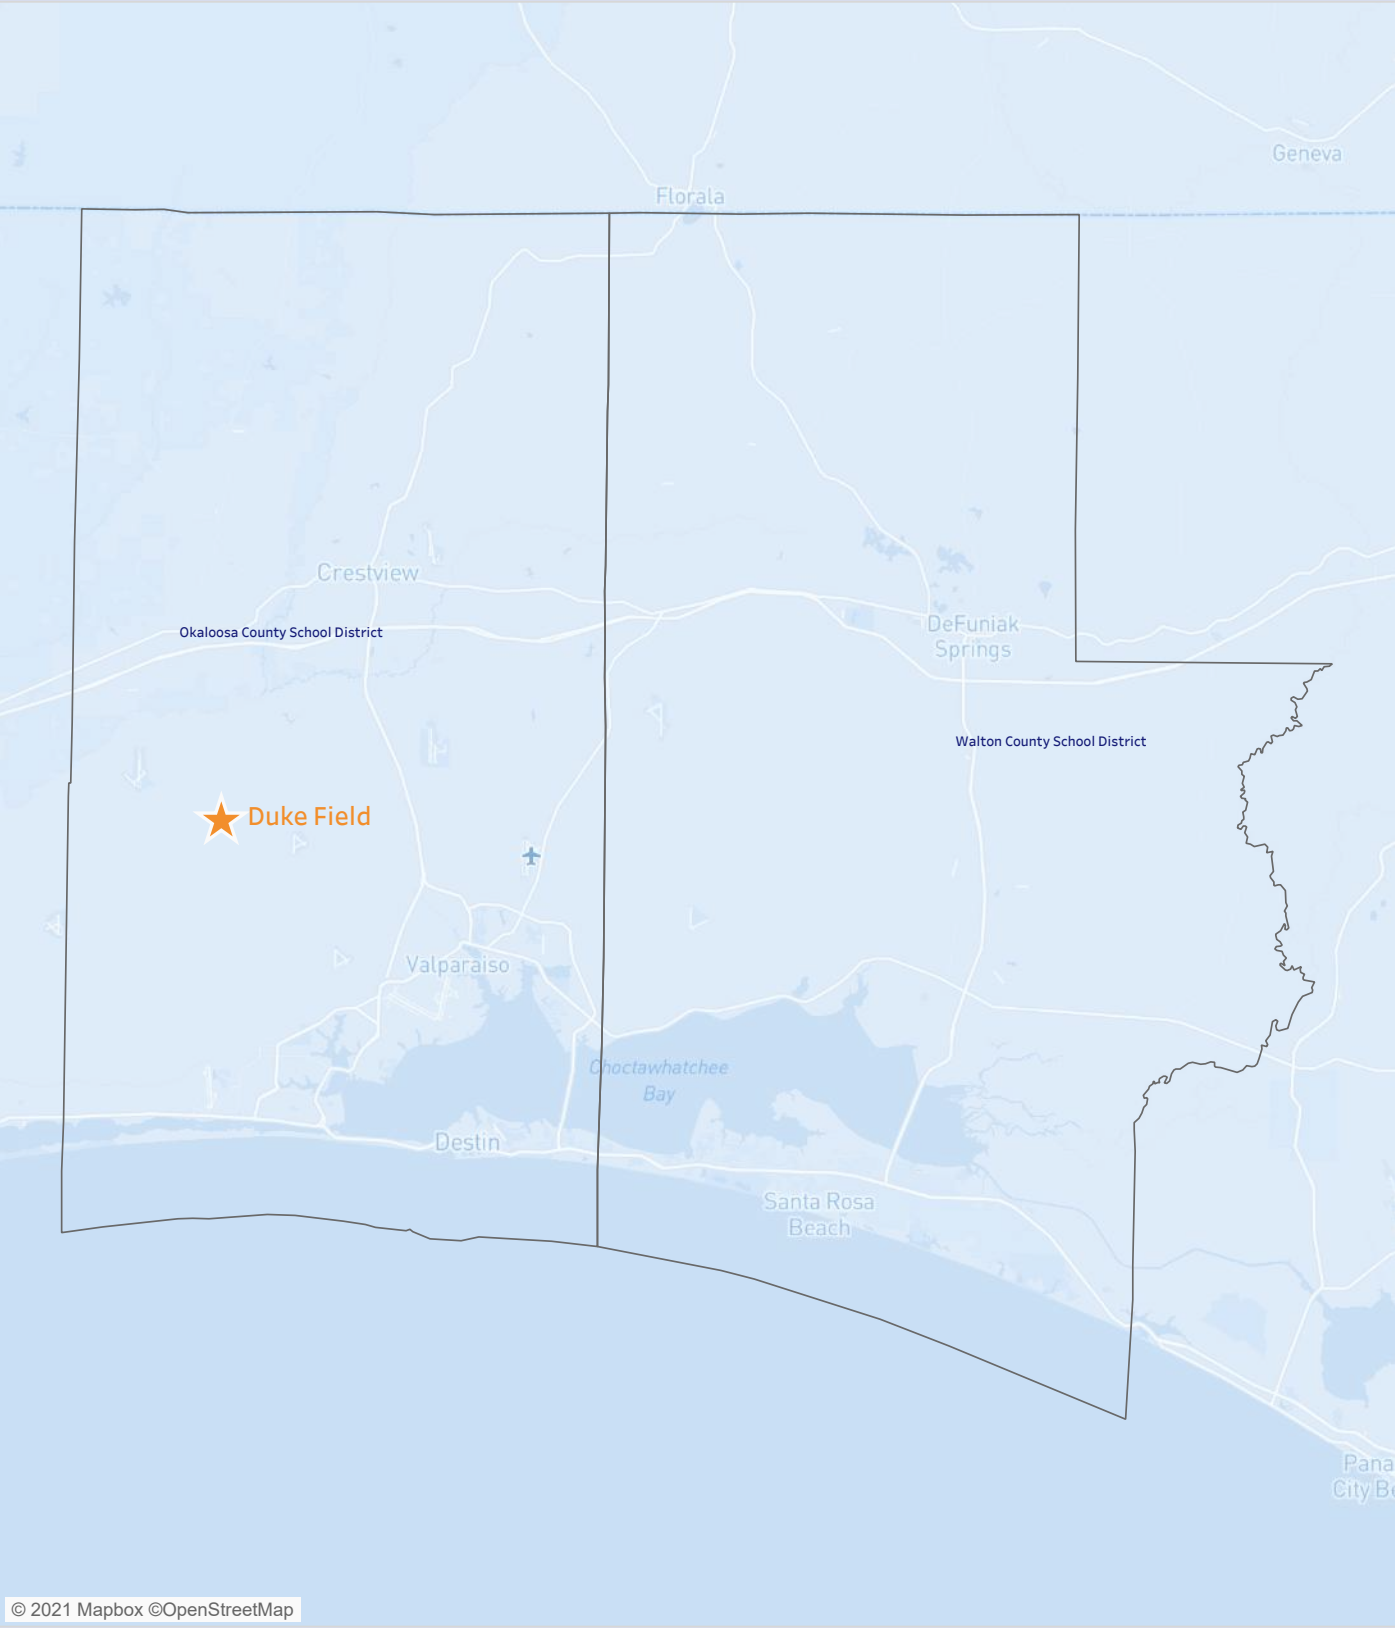 Geneva
Florala
Crestview
Okaloosa County School District
DeFuniak
Springs
Walton County School District
Duke Field
Valparaiso
Choctawhatchee
Bay
Destin
Santa Rosa
Beach
Pana
City Be
© 2021 Mapbox ©OpenStreetMap